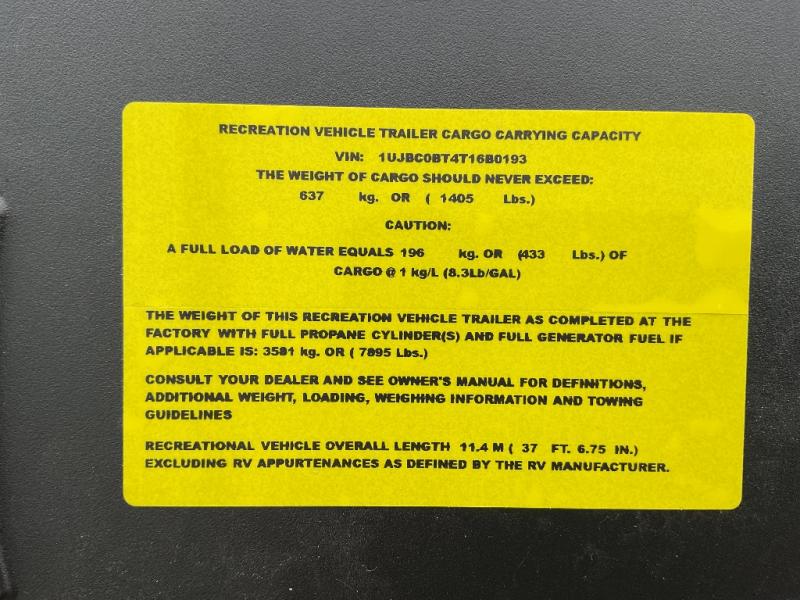 RECREATION VEHICLE TRAILER CARGO CARRYING CAPACITY
VIN: 1UJBC0BT4T16B0193
THE WEIGHT OF CARGO SHOULD NEVER EXCEED:
637 kg. OR ( 1405 Lbs.)
CAUTION:
A FULL LOAD OF WATER EQUALS 196 kg. OR (433 Lbs.) OF
CARGO @ 1 kg/L (8.3Lb/GAL)
THE WEIGHT OF THIS RECREATION VEHICLE TRAILER AS COMPLETED AT THE
FACTORY WITH FULL PROPANE CYLINDER(S) AND FULL GENERATOR FUEL IF
APPLICABLE IS: 3581 kg. OR ( 7895 Lbs.)
CONSULT YOUR DEALER AND SEE OWNER'S MANUAL FOR DEFINITIONS,
ADDITIONAL WEIGHT, LOADING, WEIGHING INFORMATION AND TOWING
GUIDELINES
RECREATIONAL VEHICLE OVERALL LENGTH 11.4 M ( 37 FT. 6.75 IN.)
EXCLUDING RV APPURTENANCES AS DEFINED BY THE RV MANUFACTURER.